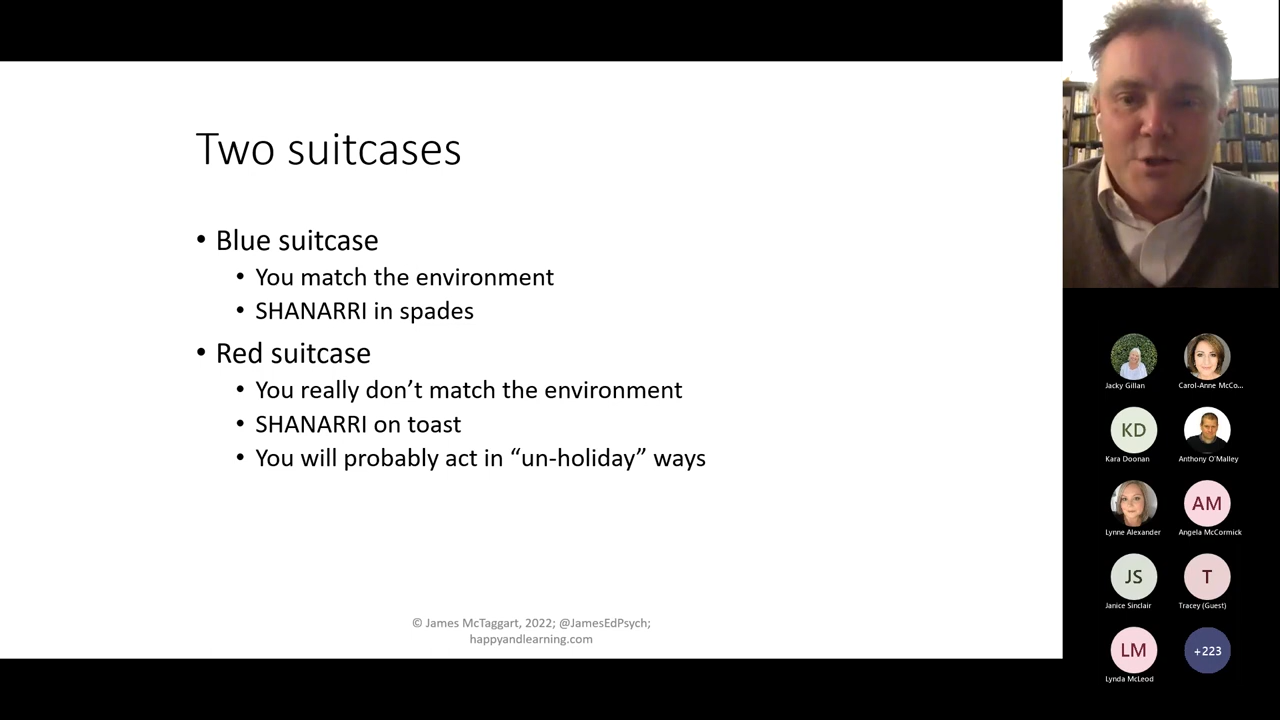 Two suitcases
• Blue suitcase
• You match the environment
• SHANARRI in spades
• Red suitcase
• You really don’t match the environment
• SHANARRI on toast
• You will probably act in “un-holiday” ways
© James McTaggart, 2022; @JamesEdPsych;
happyandlearning.com
Jacky Gillan
Carol-Anne McCo...
KD
Kara Doonan
Anthony O'Malley
Lynne Alexander
AM
Angela McCormick
JS
Janice Sinclair
T
Tracey (Guest)
LM
Lynda McLeod
+223